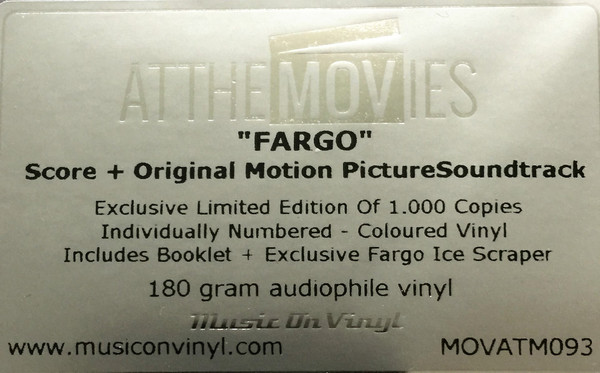 ATTHEMOVIES
"FARGO"
Score + Original Motion PictureSoundtrack
Exclusive Limited Edition Of 1.000 Copies
Individually Numbered - Coloured Vinyl
Includes Booklet + Exclusive Fargo Ice Scraper
180 gram audiophile vinyl
Music On Vinyl
www.musiconvinyl.com MOVATM093